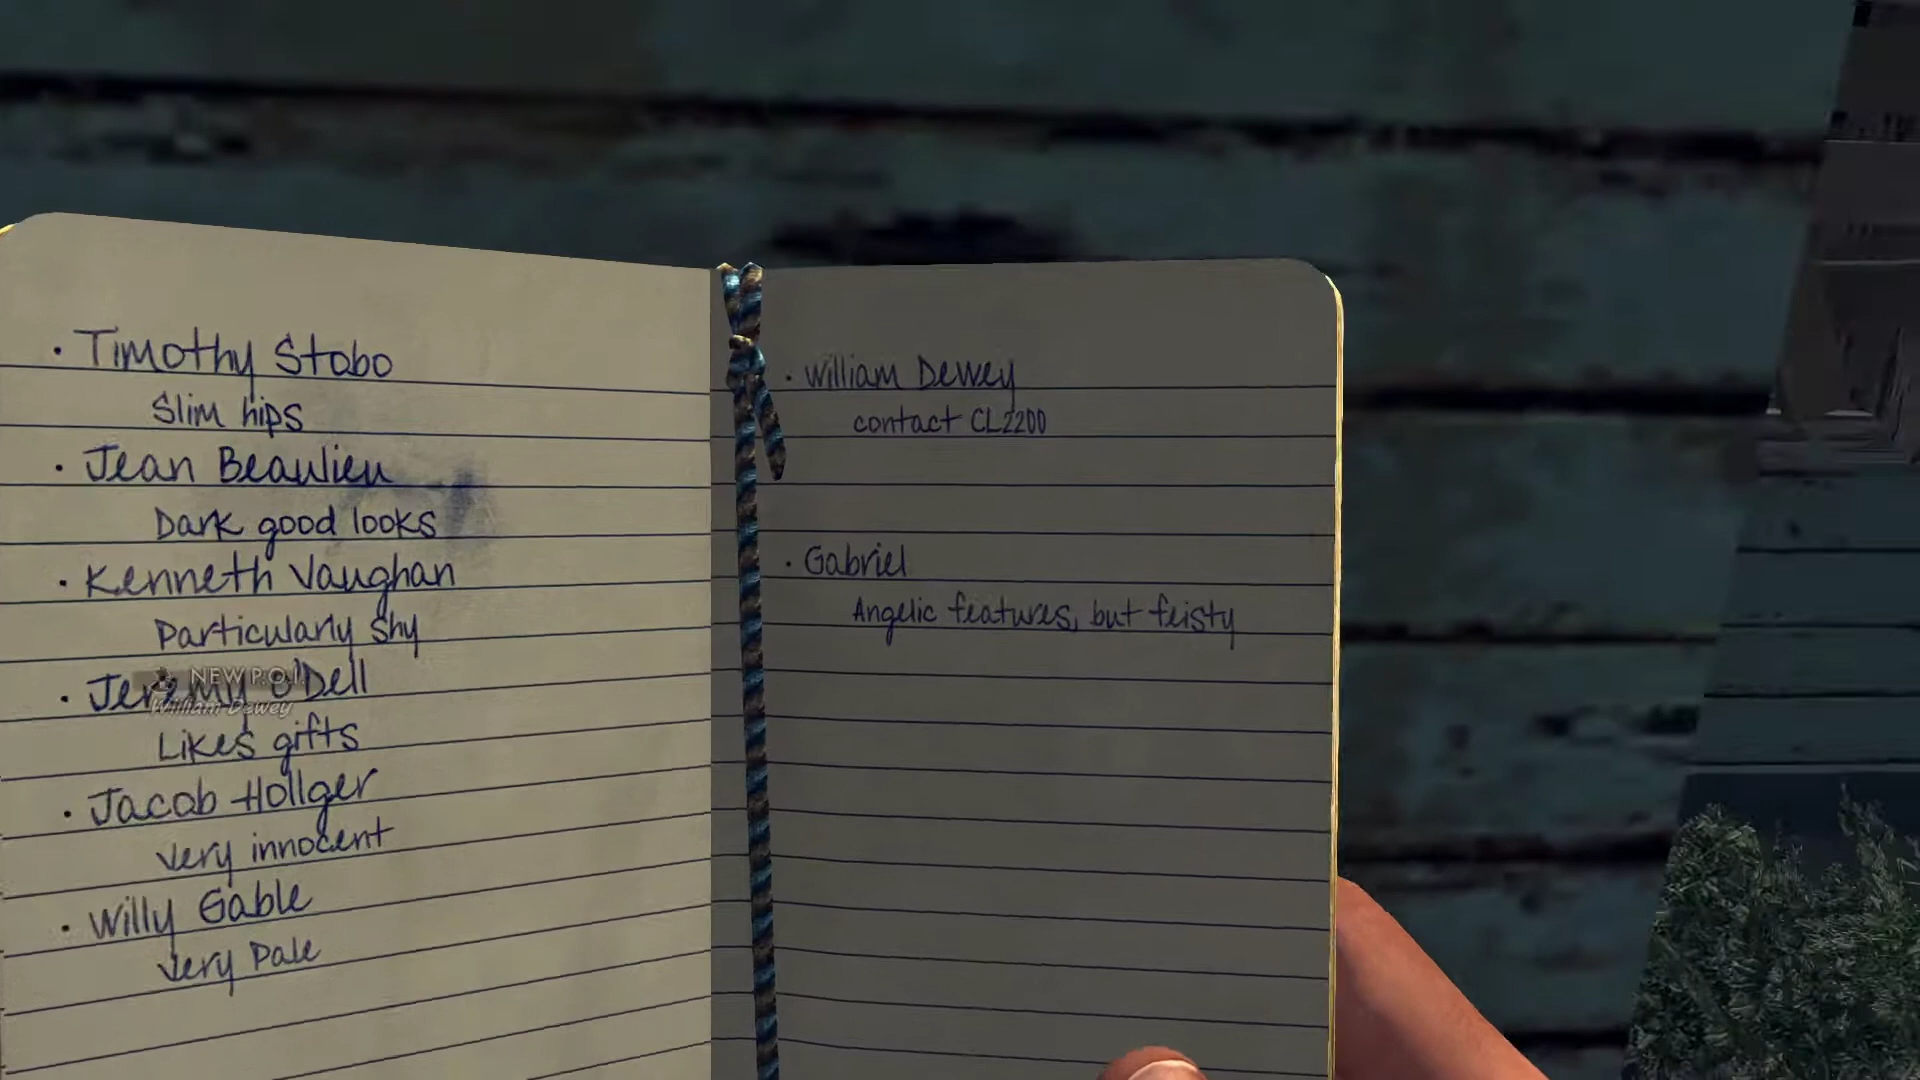 · Timothy Stobo
Slim hips
· Jean Beaulieu
Dark good looks
· Kenneth Vaughan
Particularly shy
· Jeremy O'Dell
Likes gifts
· Jacob Hollger
very innocent
· Willy Gable
very Pale
NEW P.O.I.
William Dewey
· William Dewey
contact CL2200
· Gabriel
Angelic features, but feisty